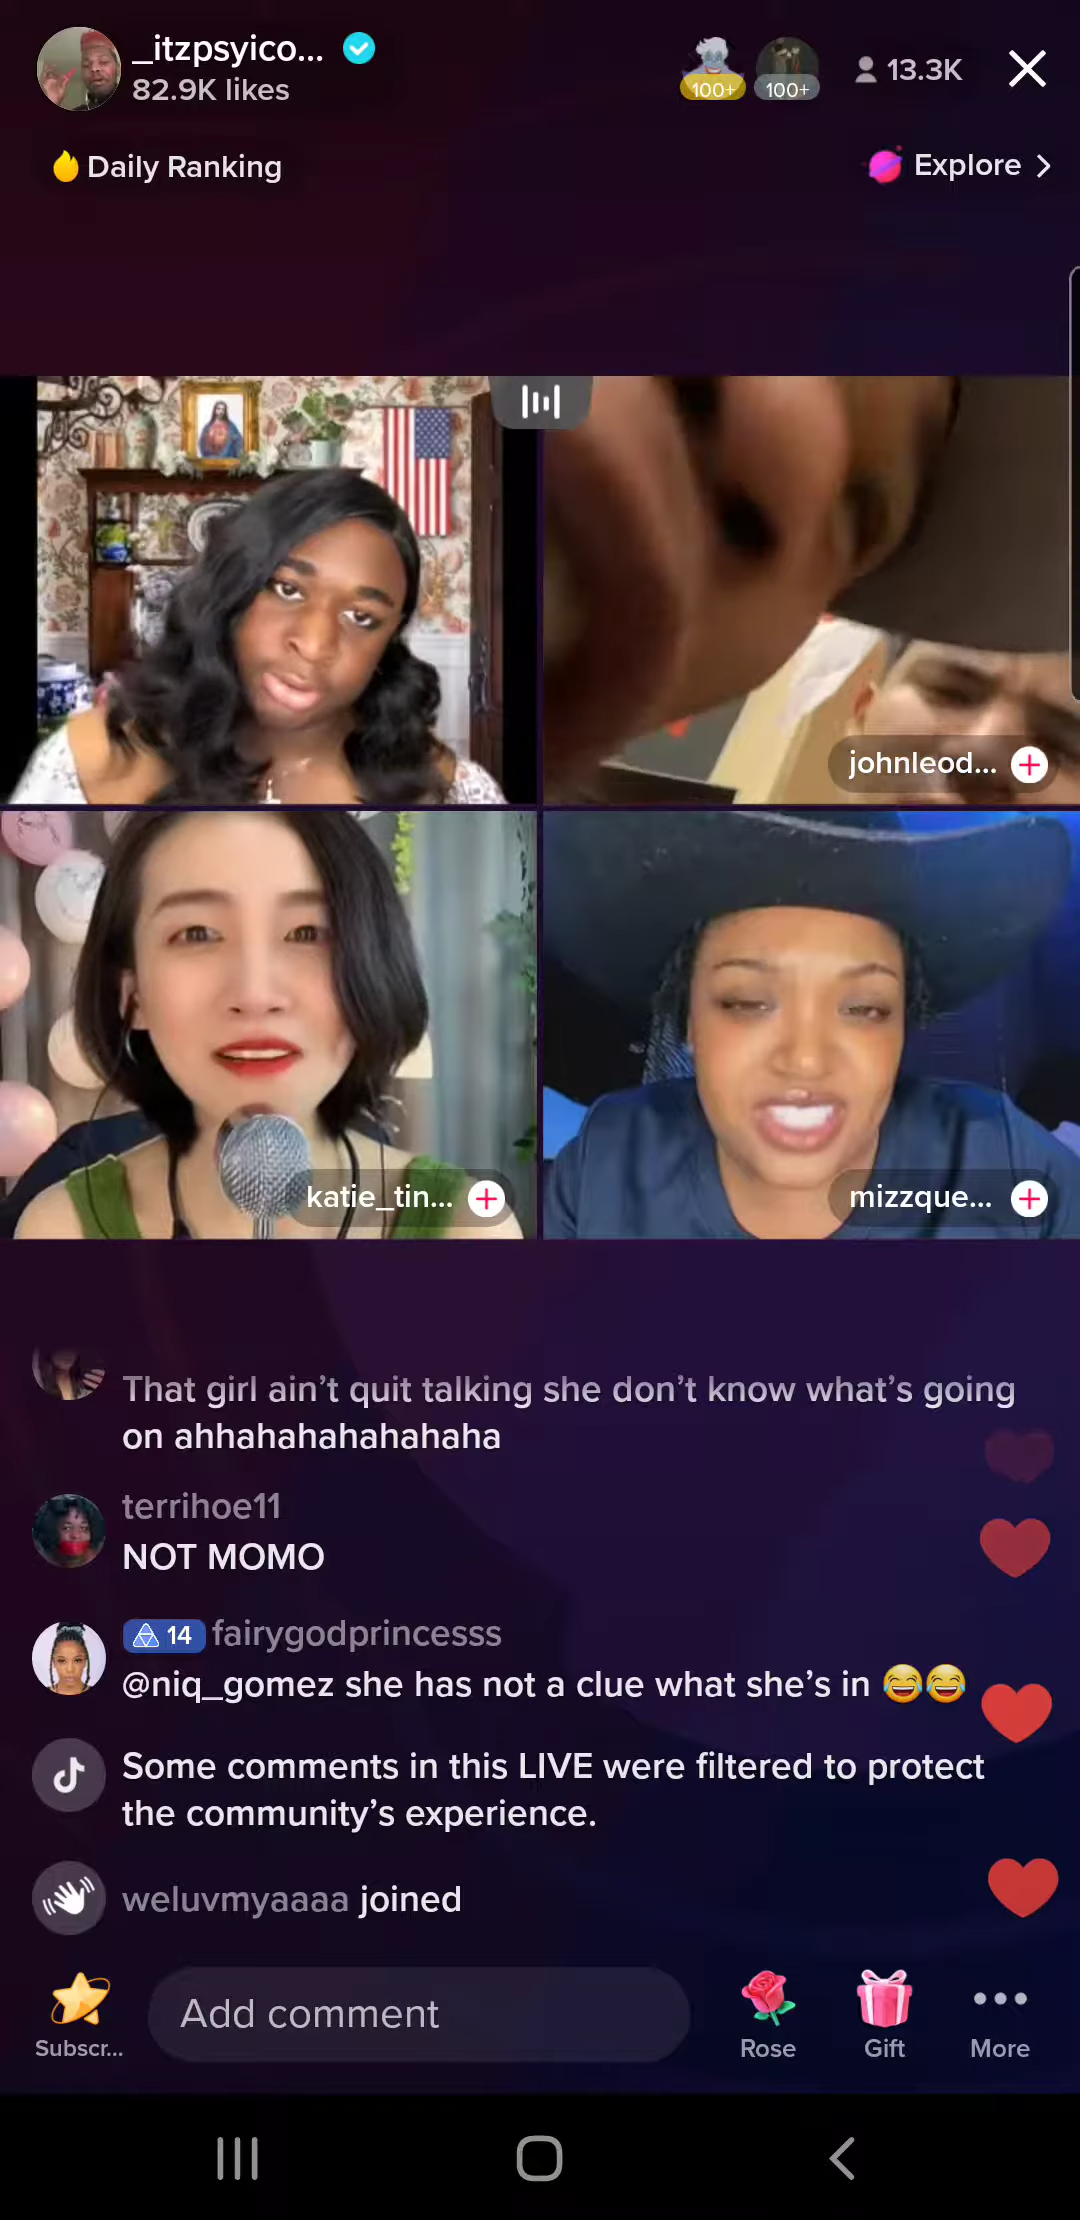 _itzpsyico...
82.9K likes
100+
100+
13.3K
Daily Ranking
Explore
johnleod...
katie_tin...
mizzque...
That girl ain’t quit talking she don’t know what’s going
on ahhahahahahahaha
terrihoe11
NOT MOMO
14 fairygodprincesss
@niq_gomez she has not a clue what she’s in 😂😂
Some comments in this LIVE were filtered to protect
the community’s experience.
weluvmyaaaa joined
Add comment
Subscr...
Rose
Gift
More